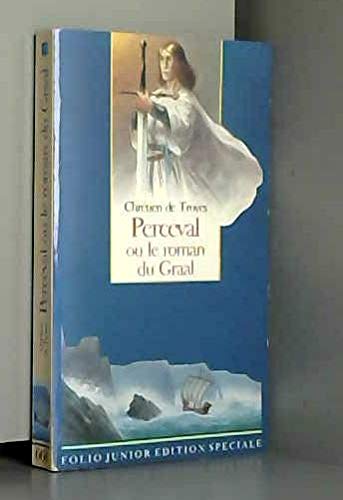 Chrétien de Troyes
Perceval
ou le roman
du Graal
FOLIO JUNIOR EDITION SPECIALE
Perceval ou le roman du Graal